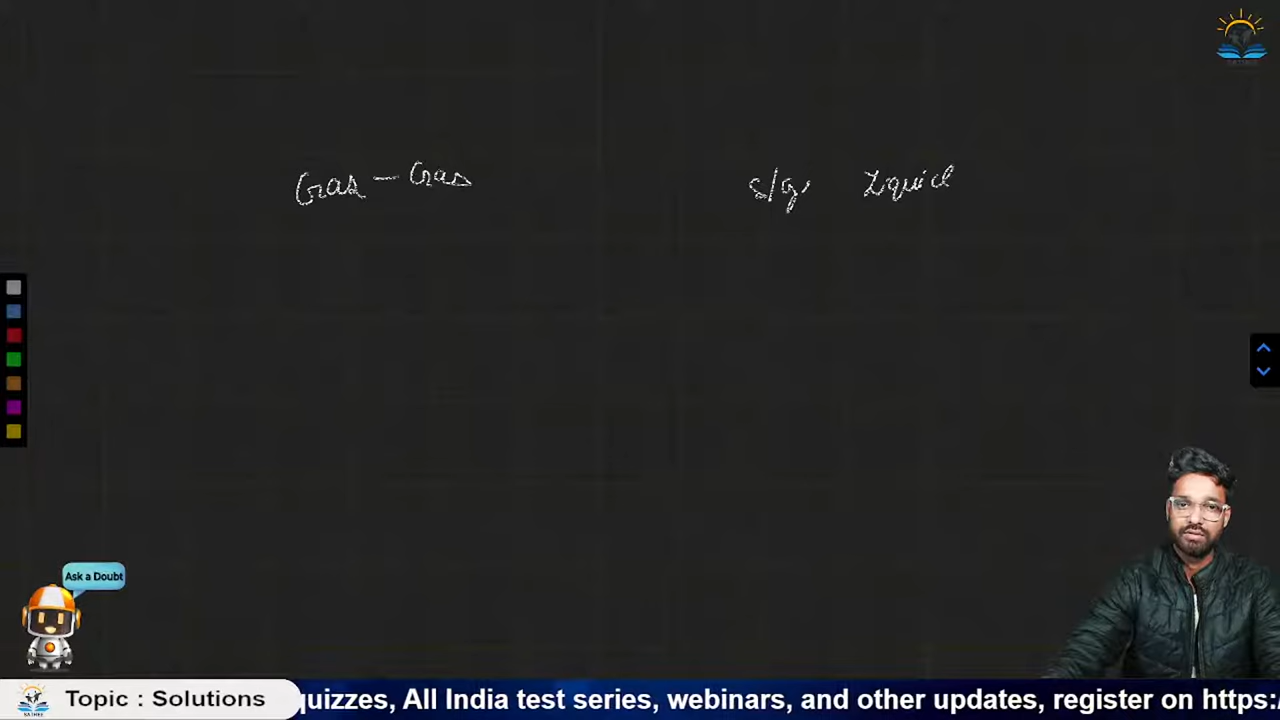 Gas - Gas
S/g, Liquid
Ask a Doubt
Topic : Solutions
quizzes, All India test series, webinars, and other updates, register on https: